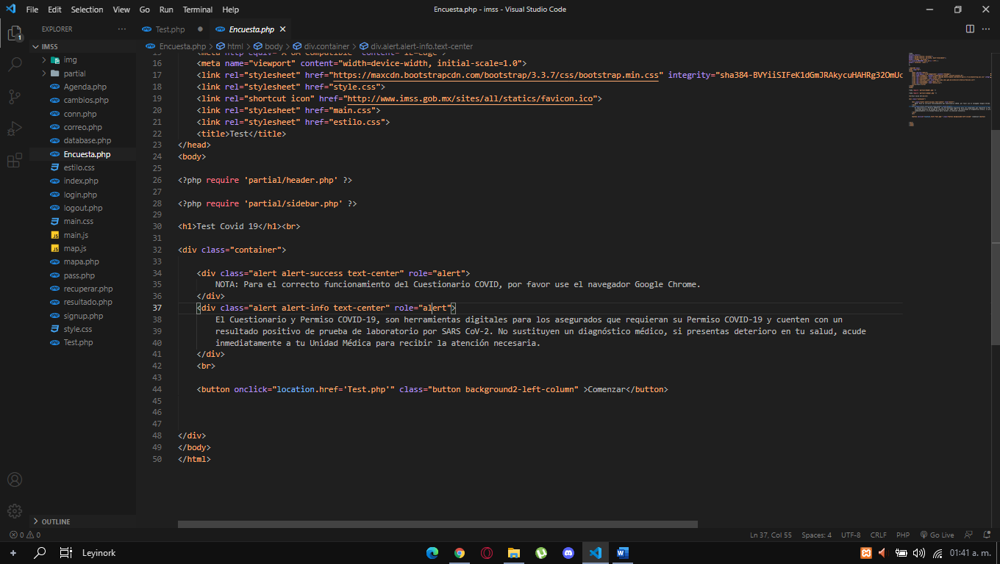 File Edit Selection View Go Run Terminal Help
Encuesta.php - imss - Visual Studio Code
EXPLORER
Test.php
Encuesta.php
IMSS
img
partial
Agenda.php
cambios.php
conn.php
correo.php
database.php
Encuesta.php
estilo.css
index.php
login.php
logout.php
main.css
main.js
map.js
mapa.php
pass.php
recuperar.php
resultado.php
signup.php
style.css
Test.php
OUTLINE
1
Encuesta.php > html > body > div.container > div.alert.alert-info.text-center
15 <meta http-equiv="X-UA-Compatible" content="IE=edge">
16 <meta name="viewport" content="width=device-width, initial-scale=1.0">
17 <link rel="stylesheet" href="https://maxcdn.bootstrapcdn.com/bootstrap/3.3.7/css/bootstrap.min.css" integrity="sha384-BVYiiSIFeK1dGmJRAkycuHAHRg32OmUc
18 <link rel="stylesheet" href="style.css">
19 <link rel="shortcut icon" href="http://www.imss.gob.mx/sites/all/statics/favicon.ico">
20 <link rel="stylesheet" href="main.css">
21 <link rel="stylesheet" href="estilo.css">
22 <title>Test</title>
23 </head>
24 <body>
25
26 <?php require 'partial/header.php' ?>
27
28 <?php require 'partial/sidebar.php' ?>
29
30 <h1>Test Covid 19</h1><br>
31
32 <div class="container">
33
34 <div class="alert alert-success text-center" role="alert">
35 NOTA: Para el correcto funcionamiento del Cuestionario COVID, por favor use el navegador Google Chrome.
36 </div>
37 <div class="alert alert-info text-center" role="alert">
38 El Cuestionario y Permiso COVID-19, son herramientas digitales para los asegurados que requieran su Permiso COVID-19 y cuenten con un
39 resultado positivo de prueba de laboratorio por SARS CoV-2. No sustituyen un diagnóstico médico, si presentas deterioro en tu salud, acude
40 inmediatamente a tu Unidad Médica para recibir la atención necesaria.
41 </div>
42 <br>
43
44 <button onclick="location.href='Test.php'" class="button background2-left-column" >Comenzar</button>
45
46
47
48 </div>
49 </body>
50 </html>
0 0
Ln 37, Col 55 Spaces: 4 UTF-8 CRLF PHP Go Live
Leyinork
01:41 a. m.